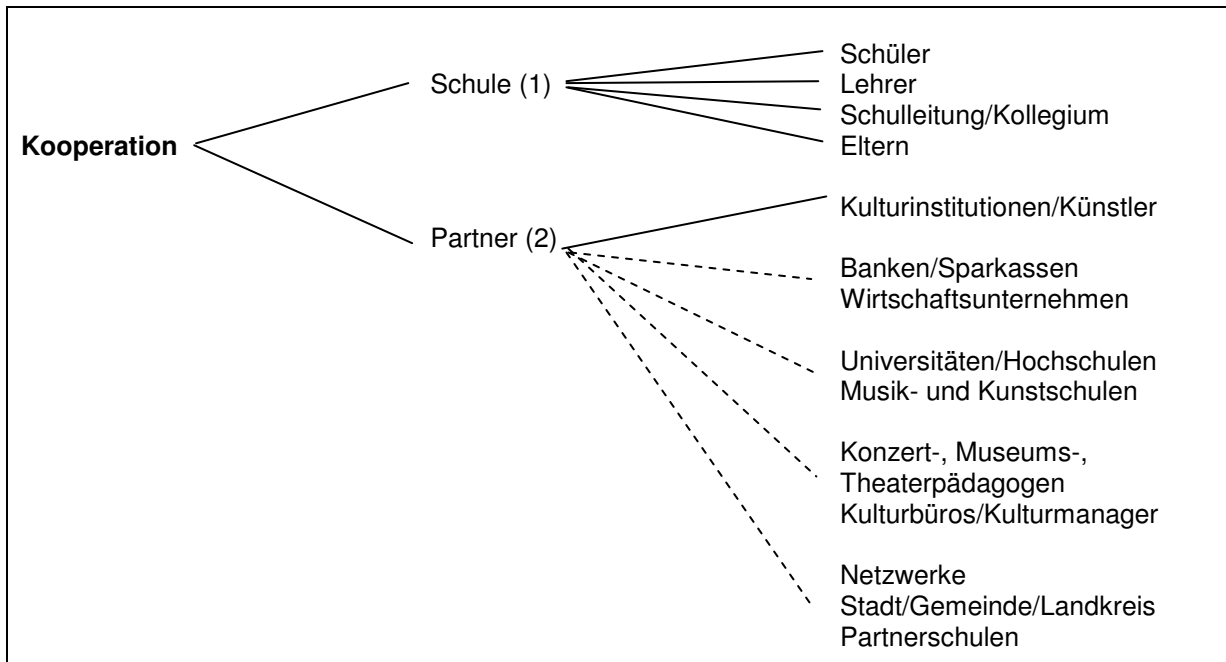 Kooperation
Schule (1)
Schüler
Lehrer
Schulleitung/Kollegium
Eltern
Partner (2)
Kulturinstitutionen/Künstler
Banken/Sparkassen
Wirtschaftsunternehmen
Universitäten/Hochschulen
Musik- und Kunstschulen
Konzert-, Museums-,
Theaterpädagogen
Kulturbüros/Kulturmanager
Netzwerke
Stadt/Gemeinde/Landkreis
Partnerschulen